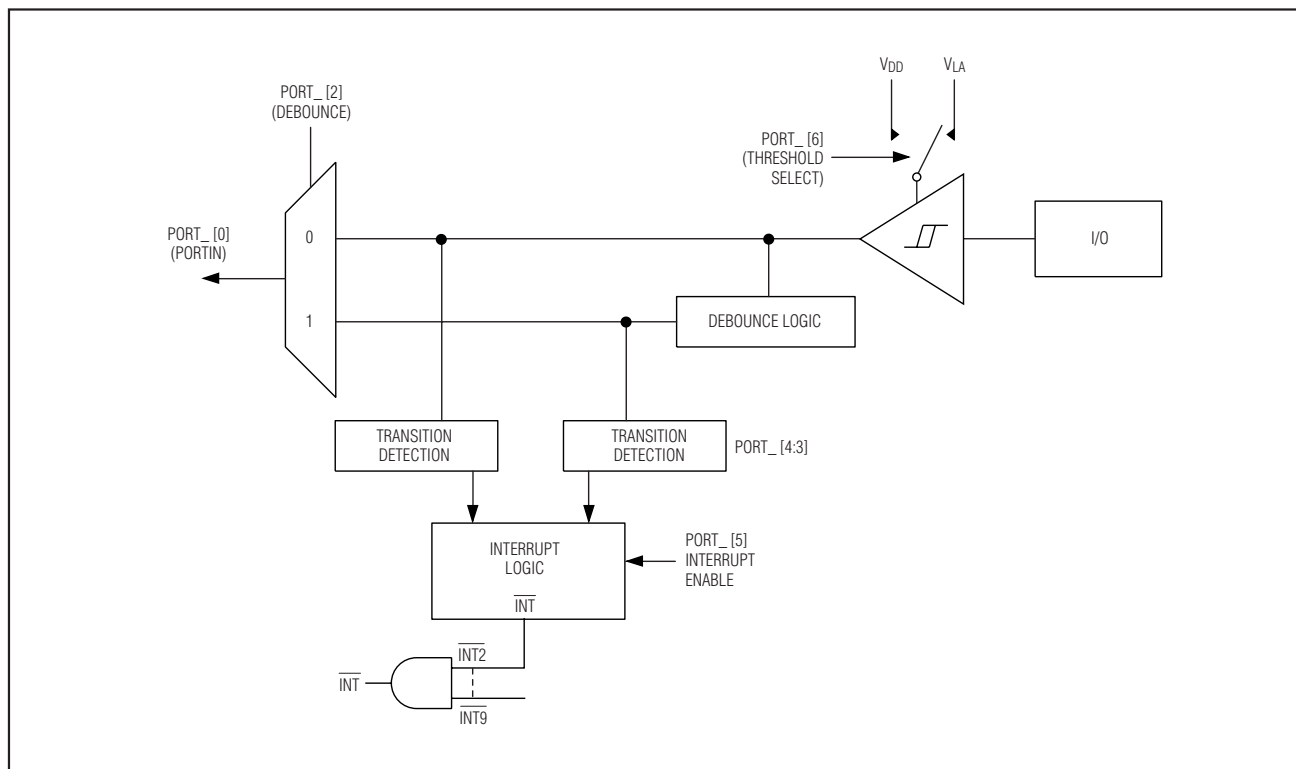 VDD
VLA
PORT_ [2]
(DEBOUNCE)
PORT_ [6]
(THRESHOLD
SELECT)
PORT_ [0]
(PORTIN)
0
I/O
1
DEBOUNCE LOGIC
TRANSITION
DETECTION
TRANSITION
DETECTION
PORT_ [4:3]
INTERRUPT
LOGIC
PORT_ [5]
INTERRUPT
ENABLE
INT
INT2
INT
INT9